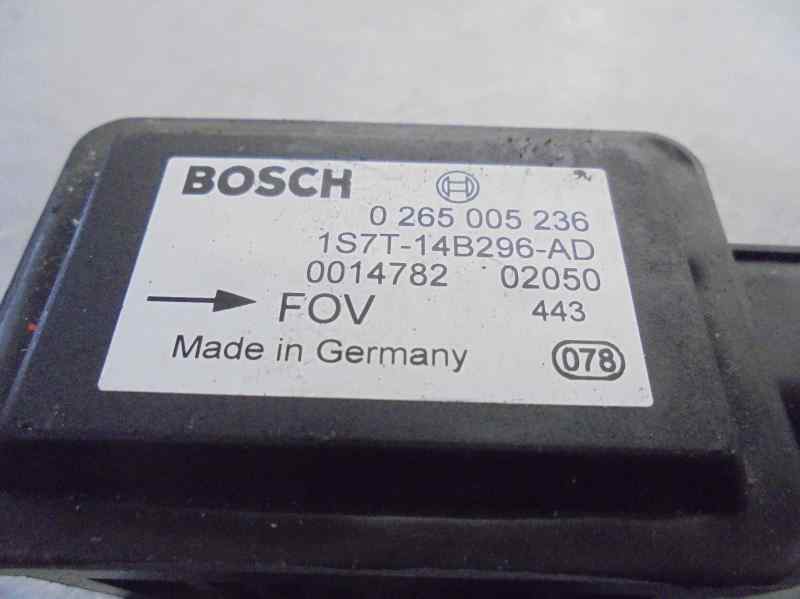 BOSCH
0 265 005 236
1S7T-14B296-AD
0014782 02050
FOV 443
Made in Germany 078